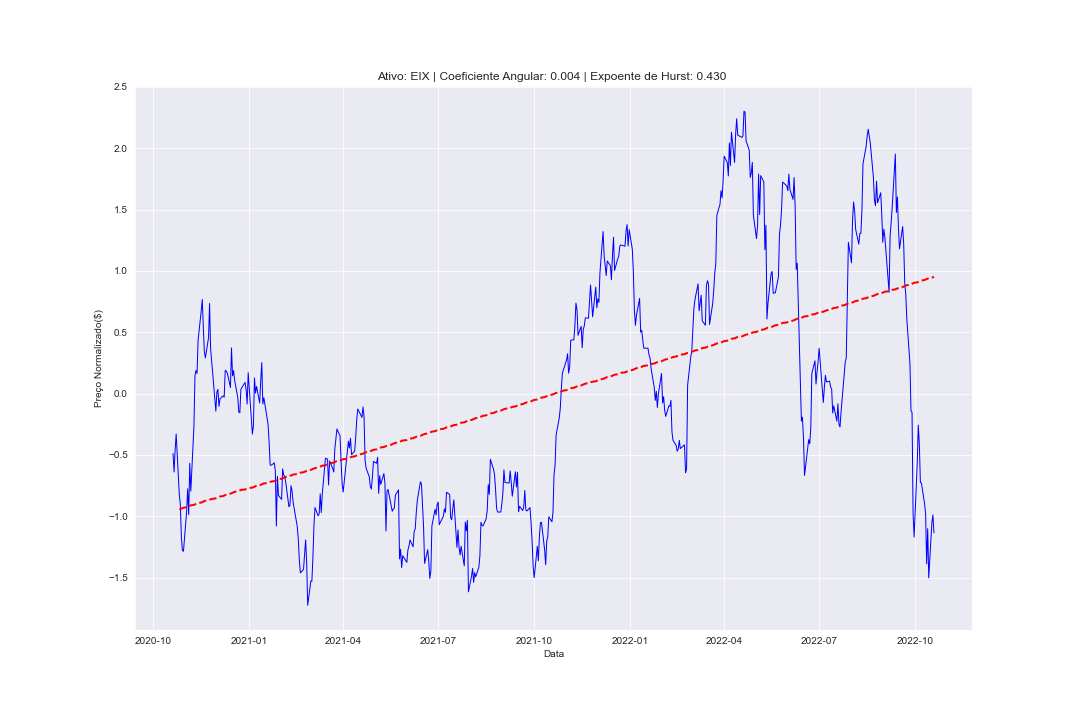 Ativo: EIX | Coeficiente Angular: 0.004 | Expoente de Hurst: 0.430
2.5
2.0
1.5
1.0
0.5
0.0
−0.5
−1.0
−1.5
Preço Normalizado($)
2020-10 2021-01 2021-04 2021-07 2021-10 2022-01 2022-04 2022-07 2022-10
Data